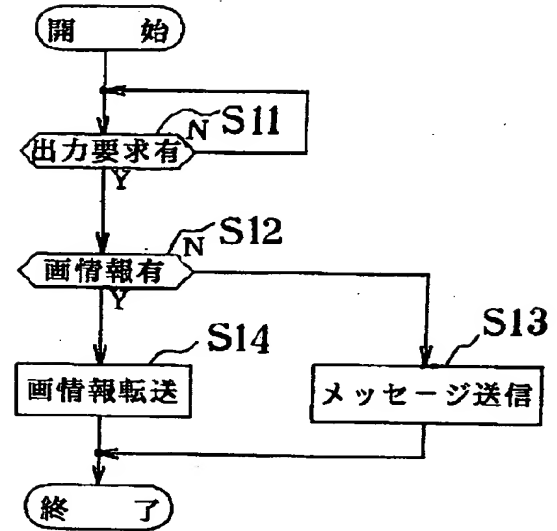 開 始
N S11
出力要求有
Y
N S12
画情報有
Y
S14
S13
画情報転送
メッセージ送信
終 了